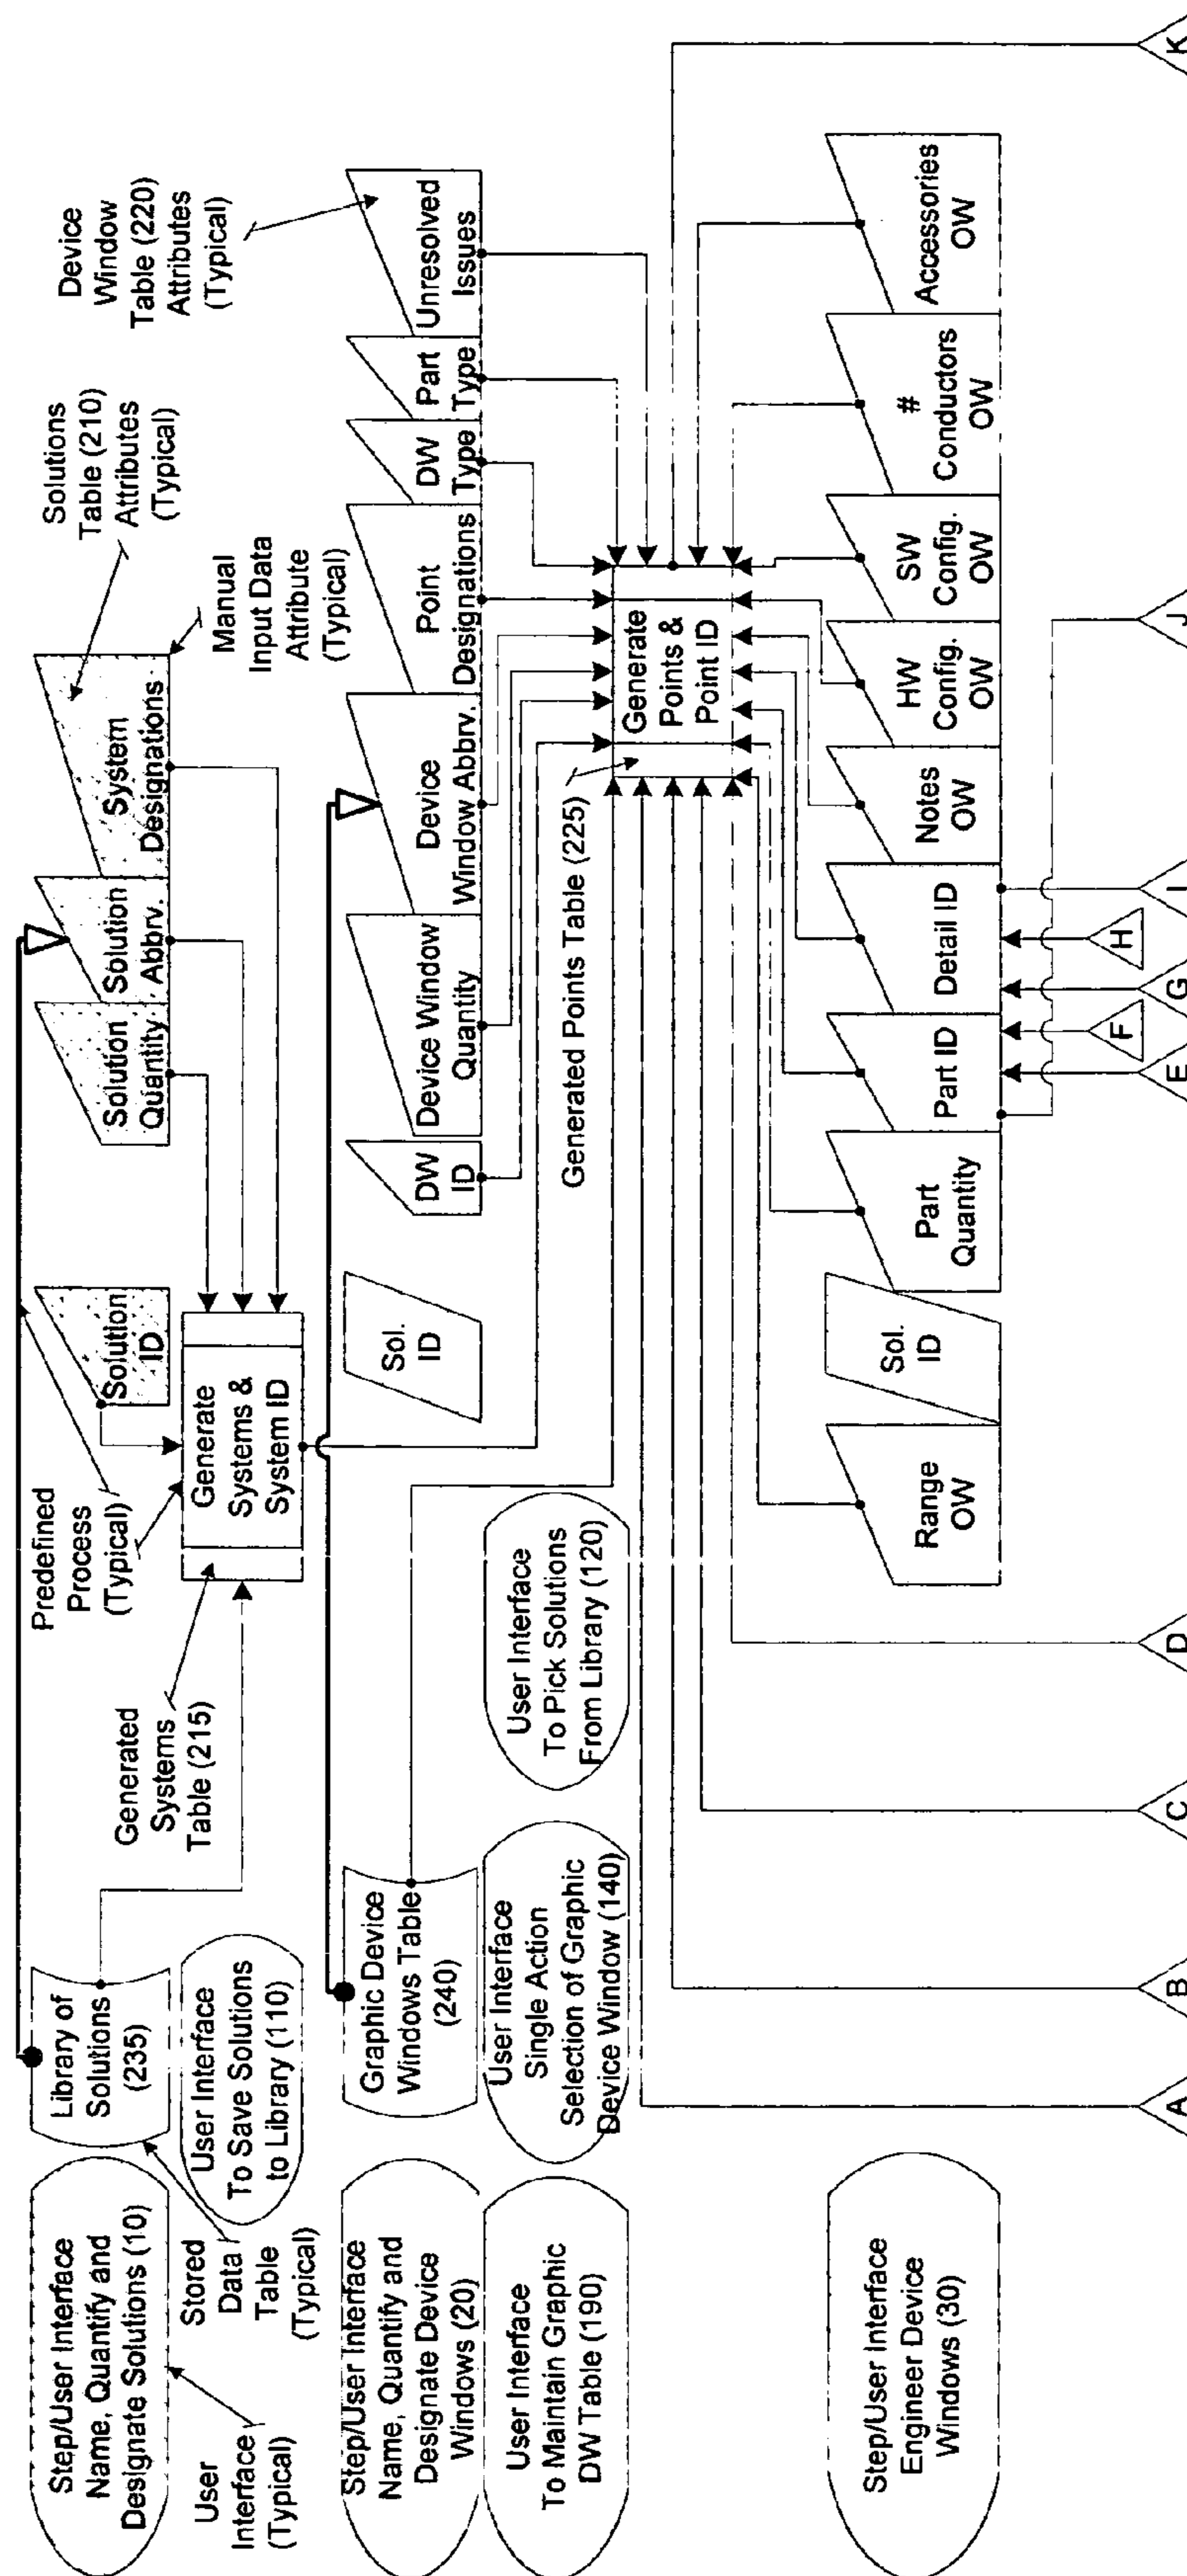 Step/User Interface
Name, Quantify and
Designate Solutions (10)
User
Interface
(Typical)
Library of
Solutions
(235)
User Interface
To Save Solutions
to Library (110)
Stored
Data
Table
(Typical)
Generated
Systems
Table (215)
Predefined
Process
(Typical)
Solution
ID
Generate
Systems &
System ID
Solution
Quantity
Solution
Abbrv.
System
Designations
Solutions
Table (210)
Attributes
(Typical)
Manual
Input Data
Attribute
(Typical)
Device
Window
Table (220)
Attributes
(Typical)
Step/User Interface
Name, Quantify and
Designate Device
Windows (20)
User Interface
To Maintain Graphic
DW Table (190)
Graphic Device
Windows Table
(240)
User Interface
Single Action
Selection of Graphic
Device Window (140)
User Interface
To Pick Solutions
From Library (120)
Sol.
ID
DW
ID
Device Window
Quantity
Device
Window Abbrv.
Point
Designations
DW
Type
Part
Type
Unresolved
Issues
Generated Points Table (225)
Generate
Points &
Point ID
Step/User Interface
Engineer Device
Windows (30)
Range
OW
Sol.
ID
Part
Quantity
Part ID
Detail ID
Notes
OW
HW
Config.
OW
SW
Config.
OW
#
Conductors
OW
Accessories
OW
F
H
A
B
C
D
E
G
I
J
K